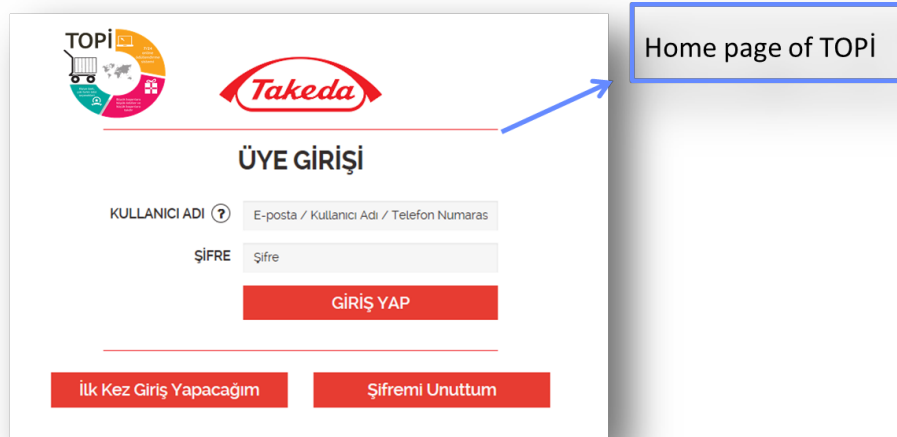 TOPİ
Takeda
Home page of TOPİ
ÜYE GİRİŞİ
KULLANICI ADI ? E-posta / Kullanıcı Adı / Telefon Numaras
ŞİFRE Şifre
GİRİŞ YAP
İlk Kez Giriş Yapacağım Şifremi Unuttum